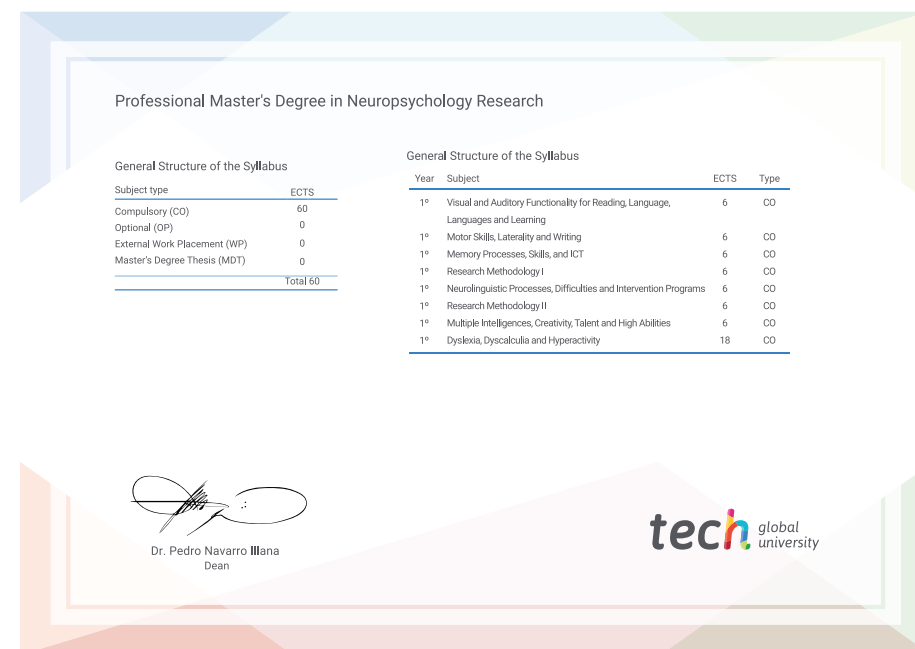 Professional Master's Degree in Neuropsychology Research
General Structure of the Syllabus
Subject type ECTS
Compulsory (CO) 60
Optional (OP) 0
External Work Placement (WP) 0
Master's Degree Thesis (MDT) 0
Total 60
General Structure of the Syllabus
Year Subject ECTS Type
1º Visual and Auditory Functionality for Reading, Language, 6 CO
Languages and Learning
1º Motor Skills, Laterality and Writing 6 CO
1º Memory Processes, Skills, and ICT 6 CO
1º Research Methodology I 6 CO
1º Neurolinguistic Processes, Difficulties and Intervention Programs 6 CO
1º Research Methodology II 6 CO
1º Multiple Intelligences, Creativity, Talent and High Abilities 6 CO
1º Dyslexia, Dyscalculia and Hyperactivity 18 CO
Dr. Pedro Navarro Illana
Dean
tech global
university